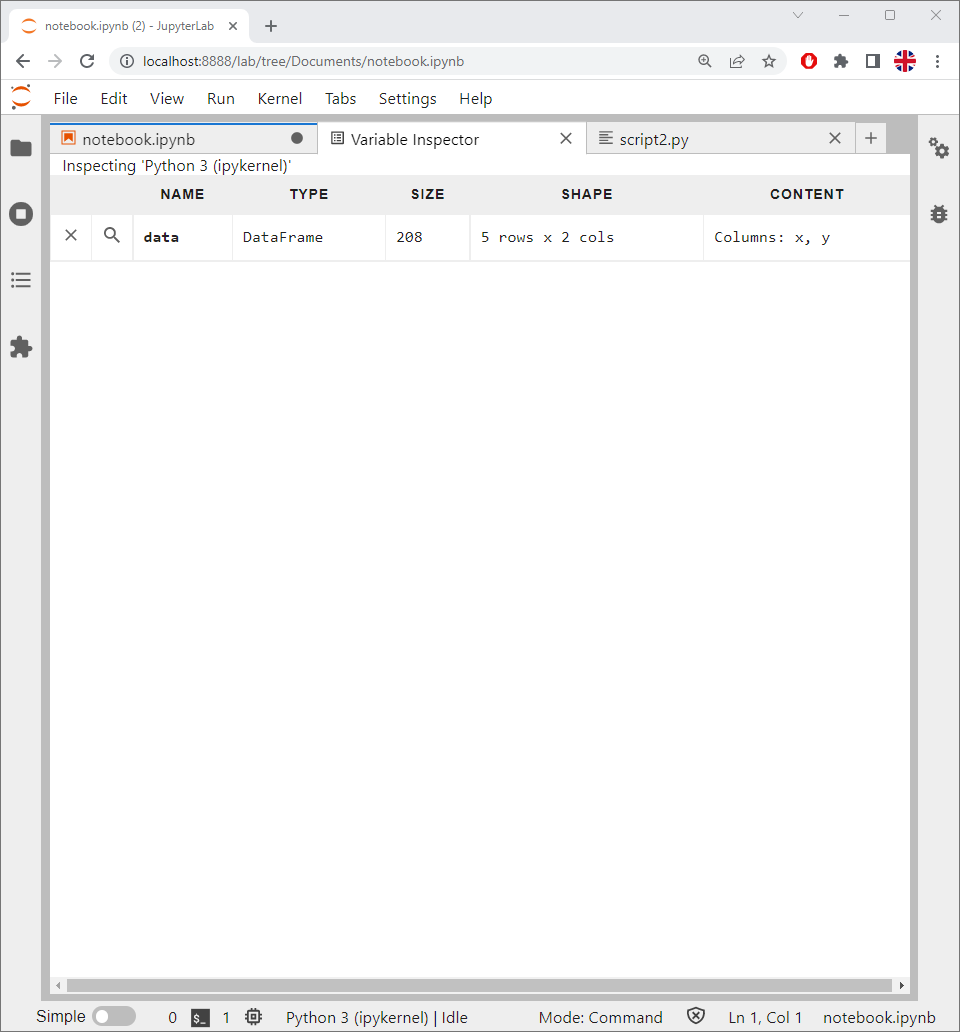 notebook.ipynb (2) - JupyterLab
localhost:8888/lab/tree/Documents/notebook.ipynb
File Edit View Run Kernel Tabs Settings Help
notebook.ipynb Variable Inspector script2.py
Inspecting 'Python 3 (ipykernel)'
NAME TYPE SIZE SHAPE CONTENT
data DataFrame 208 5 rows x 2 cols Columns: x, y
Simple 0 $_ 1 Python 3 (ipykernel) | Idle Mode: Command Ln 1, Col 1 notebook.ipynb